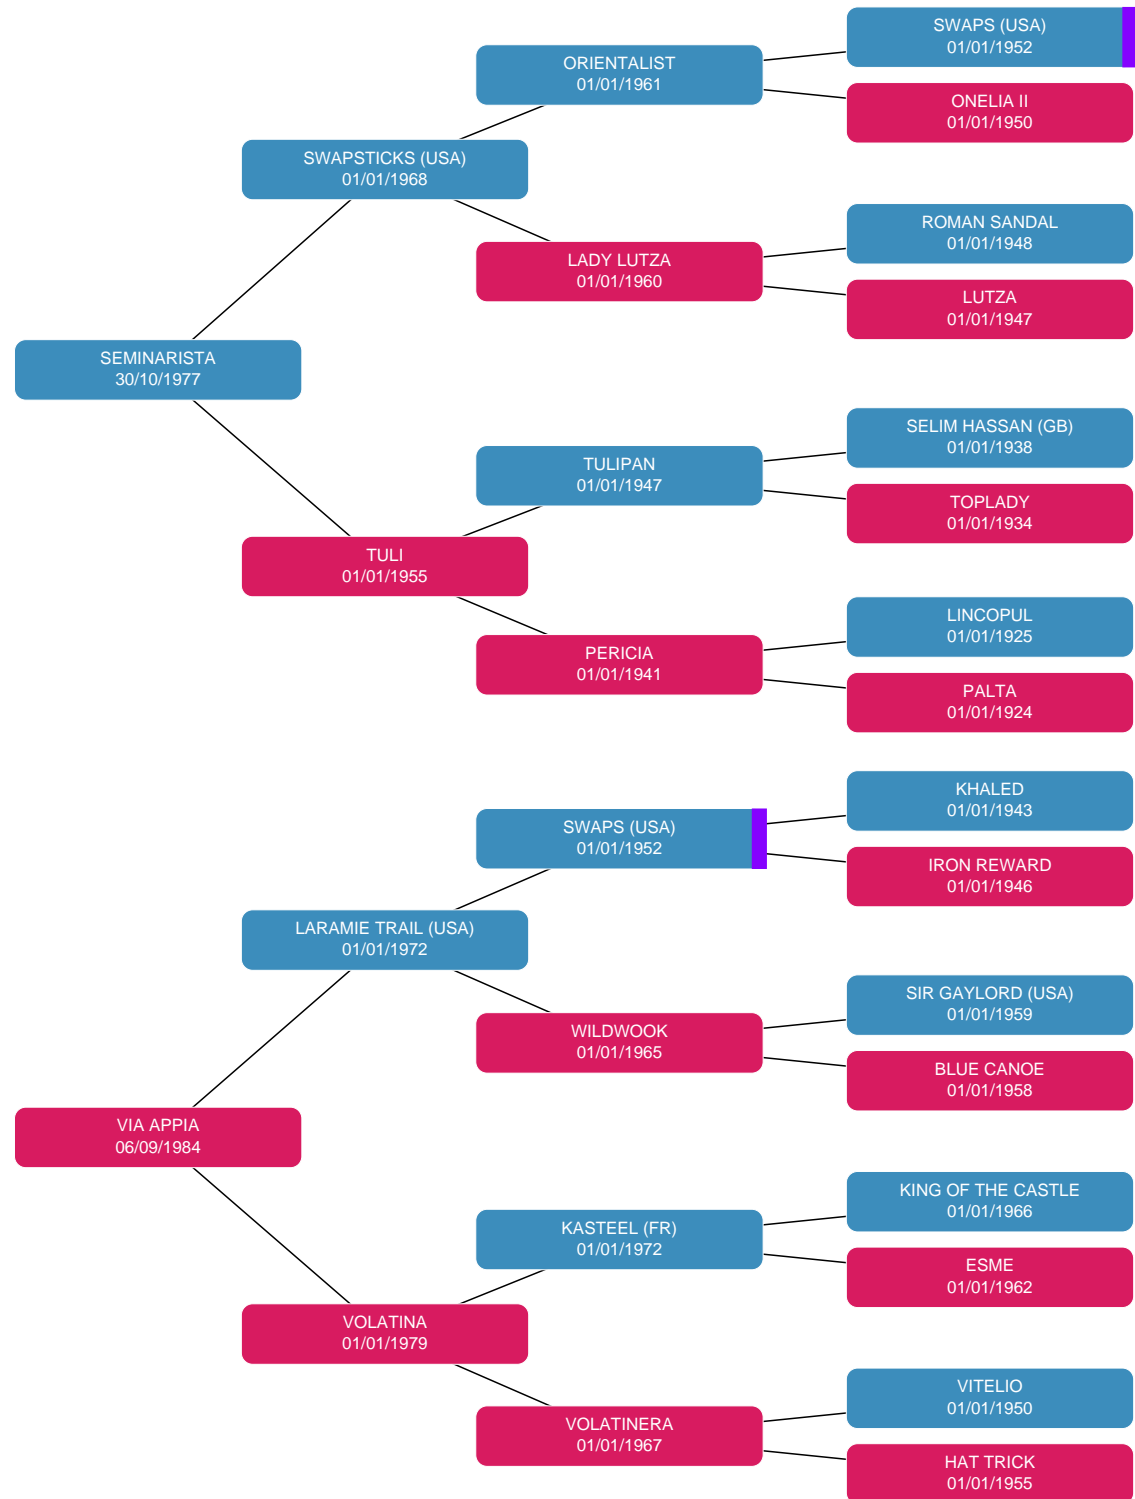 SWAPS (USA)
01/01/1952
ORIENTALIST
01/01/1961
ONELIA II
01/01/1950
SWAPSTICKS (USA)
01/01/1968
ROMAN SANDAL
01/01/1948
LADY LUTZA
01/01/1960
LUTZA
01/01/1947
SEMINARISTA
30/10/1977
SELIM HASSAN (GB)
01/01/1938
TULIPAN
01/01/1947
TOPLADY
01/01/1934
TULI
01/01/1955
LINCOPUL
01/01/1925
PERICIA
01/01/1941
PALTA
01/01/1924
KHALED
01/01/1943
SWAPS (USA)
01/01/1952
IRON REWARD
01/01/1946
LARAMIE TRAIL (USA)
01/01/1972
SIR GAYLORD (USA)
01/01/1959
WILDWOOK
01/01/1965
BLUE CANOE
01/01/1958
VIA APPIA
06/09/1984
KING OF THE CASTLE
01/01/1966
KASTEEL (FR)
01/01/1972
ESME
01/01/1962
VOLATINA
01/01/1979
VITELIO
01/01/1950
VOLATINERA
01/01/1967
HAT TRICK
01/01/1955